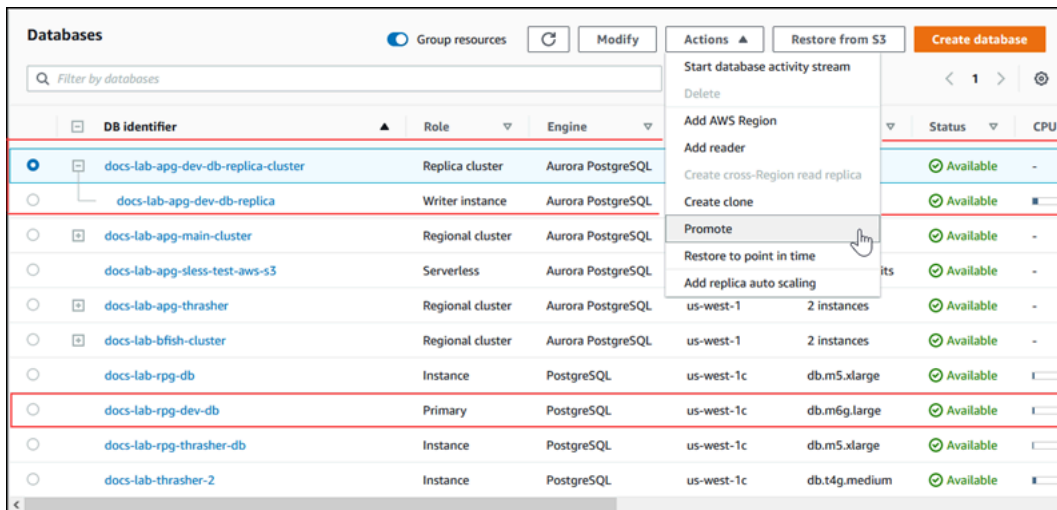 Databases Group resources Modify Actions Restore from S3 Create database
Filter by databases 1
Start database activity stream
Delete
Add AWS Region
Add reader
Create cross-Region read replica
Create clone
Promote
Restore to point in time
Add replica auto scaling
DB identifier Role Engine Status CPU
docs-lab-apg-dev-db-replica-cluster Replica cluster Aurora PostgreSQL Available -
docs-lab-apg-dev-db-replica Writer instance Aurora PostgreSQL Available
docs-lab-apg-main-cluster Regional cluster Aurora PostgreSQL Available -
docs-lab-apg-sless-test-aws-s3 Serverless Aurora PostgreSQL its Available -
docs-lab-apg-thrasher Regional cluster Aurora PostgreSQL us-west-1 2 instances Available -
docs-lab-bfish-cluster Regional cluster Aurora PostgreSQL us-west-1 2 instances Available -
docs-lab-rpg-db Instance PostgreSQL us-west-1c db.m5.xlarge Available
docs-lab-rpg-dev-db Primary PostgreSQL us-west-1c db.m6g.large Available
docs-lab-rpg-thrasher-db Instance PostgreSQL us-west-1c db.m5.xlarge Available
docs-lab-thrasher-2 Instance PostgreSQL us-west-1c db.t4g.medium Available